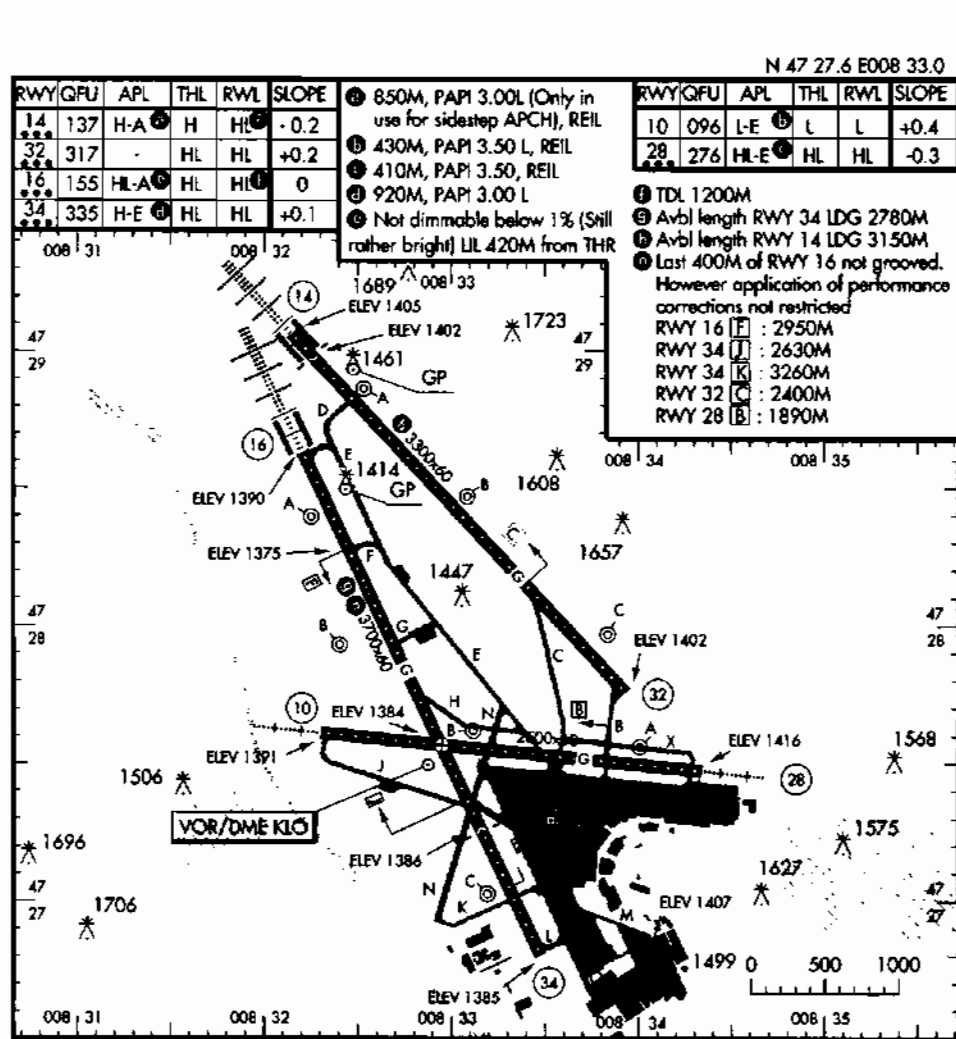 N 47 27.6 E008 33.0
RWY QFU APL THL RWL SLOPE
14 137 H-A H HL - 0.2
32 317 - HL HL +0.2
16 155 HL-A HL HL 0
34 335 H-E d HL HL +0.1
a 850M, PAPI 3.00L (Only in
use for sidestep APCH), REIL
b 430M, PAPI 3.50 L, REIL
c 410M, PAPI 3.50, REIL
d 920M, PAPI 3.00 L
e Not dimmable below 1% (Still
rather bright) LIL 420M from THR
RWY QFU APL THL RWL SLOPE
10 096 L-E b L L +0.4
28 276 HL-E c HL HL -0.3
f TDL 1200M
g Avbl length RWY 34 LDG 2780M
h Avbl length RWY 14 LDG 3150M
n Last 400M of RWY 16 not grooved.
However application of performance
corrections not restricted
RWY 16 F : 2950M
RWY 34 J : 2630M
RWY 34 K : 3260M
RWY 32 C : 2400M
RWY 28 B : 1890M
008 31
008 32
008 33
1689
14
ELEV 1405
ELEV 1402
1723
47
29
47
29
1461
GP
A
D
3300x60
16
E
1414
GP
008 34
008 35
1608
B
ELEV 1390
A
C
1657
ELEV 1375
F
F
1447
G
3700x60
47
28
47
28
B
G
G
E
C
C
ELEV 1402
32
10
ELEV 1384
H
N
B
B
B
A
X
ELEV 1416
1568
ELEV 1391
J
G
28
1506
VOR/DME KLO
1696
ELEV 1386
1575
1627
47
27
47
27
N
K
C
M
ELEV 1407
1706
L
1499
0 500 1000
34
ELEV 1385
008 31
008 32
008 33
008 34
008 35